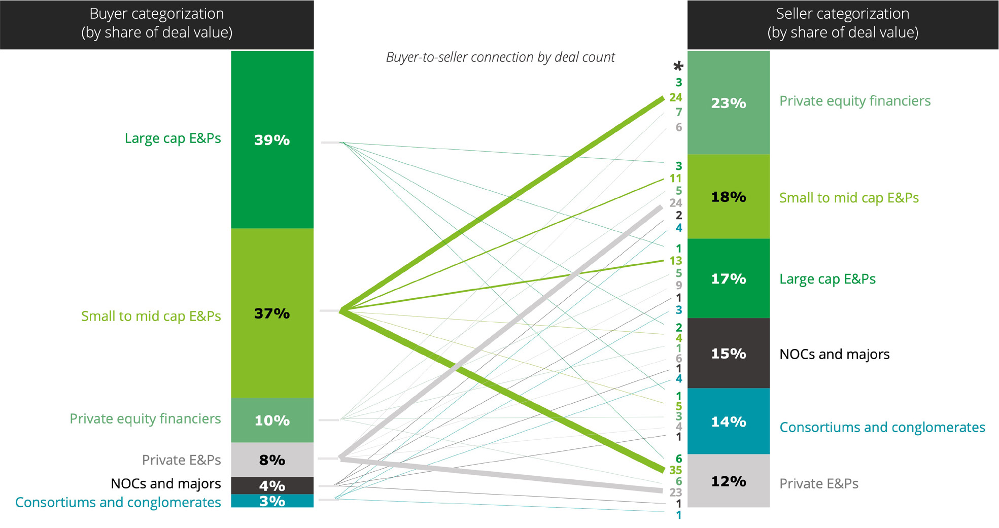 Buyer categorization
(by share of deal value)
Seller categorization
(by share of deal value)
Buyer-to-seller connection by deal count
Large cap E&Ps
39%
Small to mid cap E&Ps
37%
Private equity financiers
10%
Private E&Ps
8%
NOCs and majors
4%
Consortiums and conglomerates
3%
*
3
24
7
6
23%
Private equity financiers
3
11
5
24
2
4
18%
Small to mid cap E&Ps
1
13
5
9
1
3
17%
Large cap E&Ps
2
4
1
6
1
4
15%
NOCs and majors
1
5
3
4
1
14%
Consortiums and conglomerates
6
35
6
23
1
1
12%
Private E&Ps